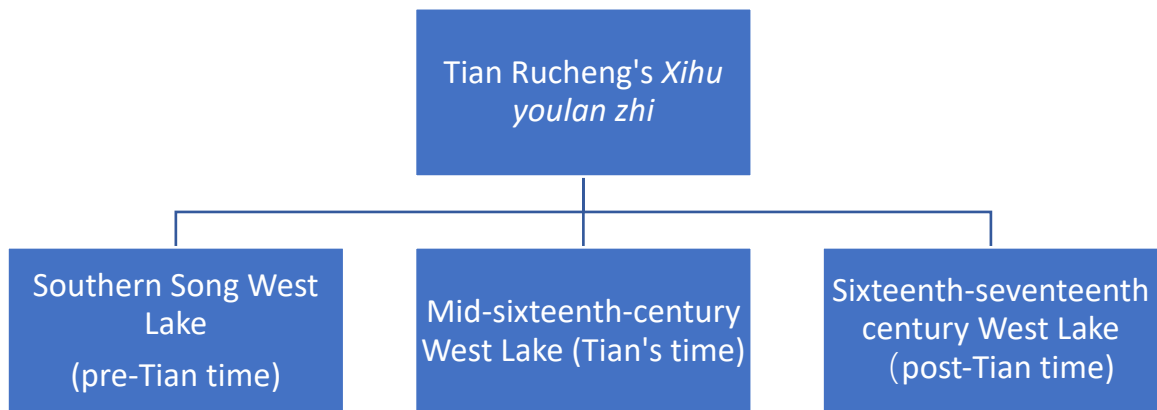 Tian Rucheng's Xihu
youlan zhi
Southern Song West
Lake
(pre-Tian time)
Mid-sixteenth-century
West Lake (Tian's time)
Sixteenth-seventeenth
century West Lake
（post-Tian time)